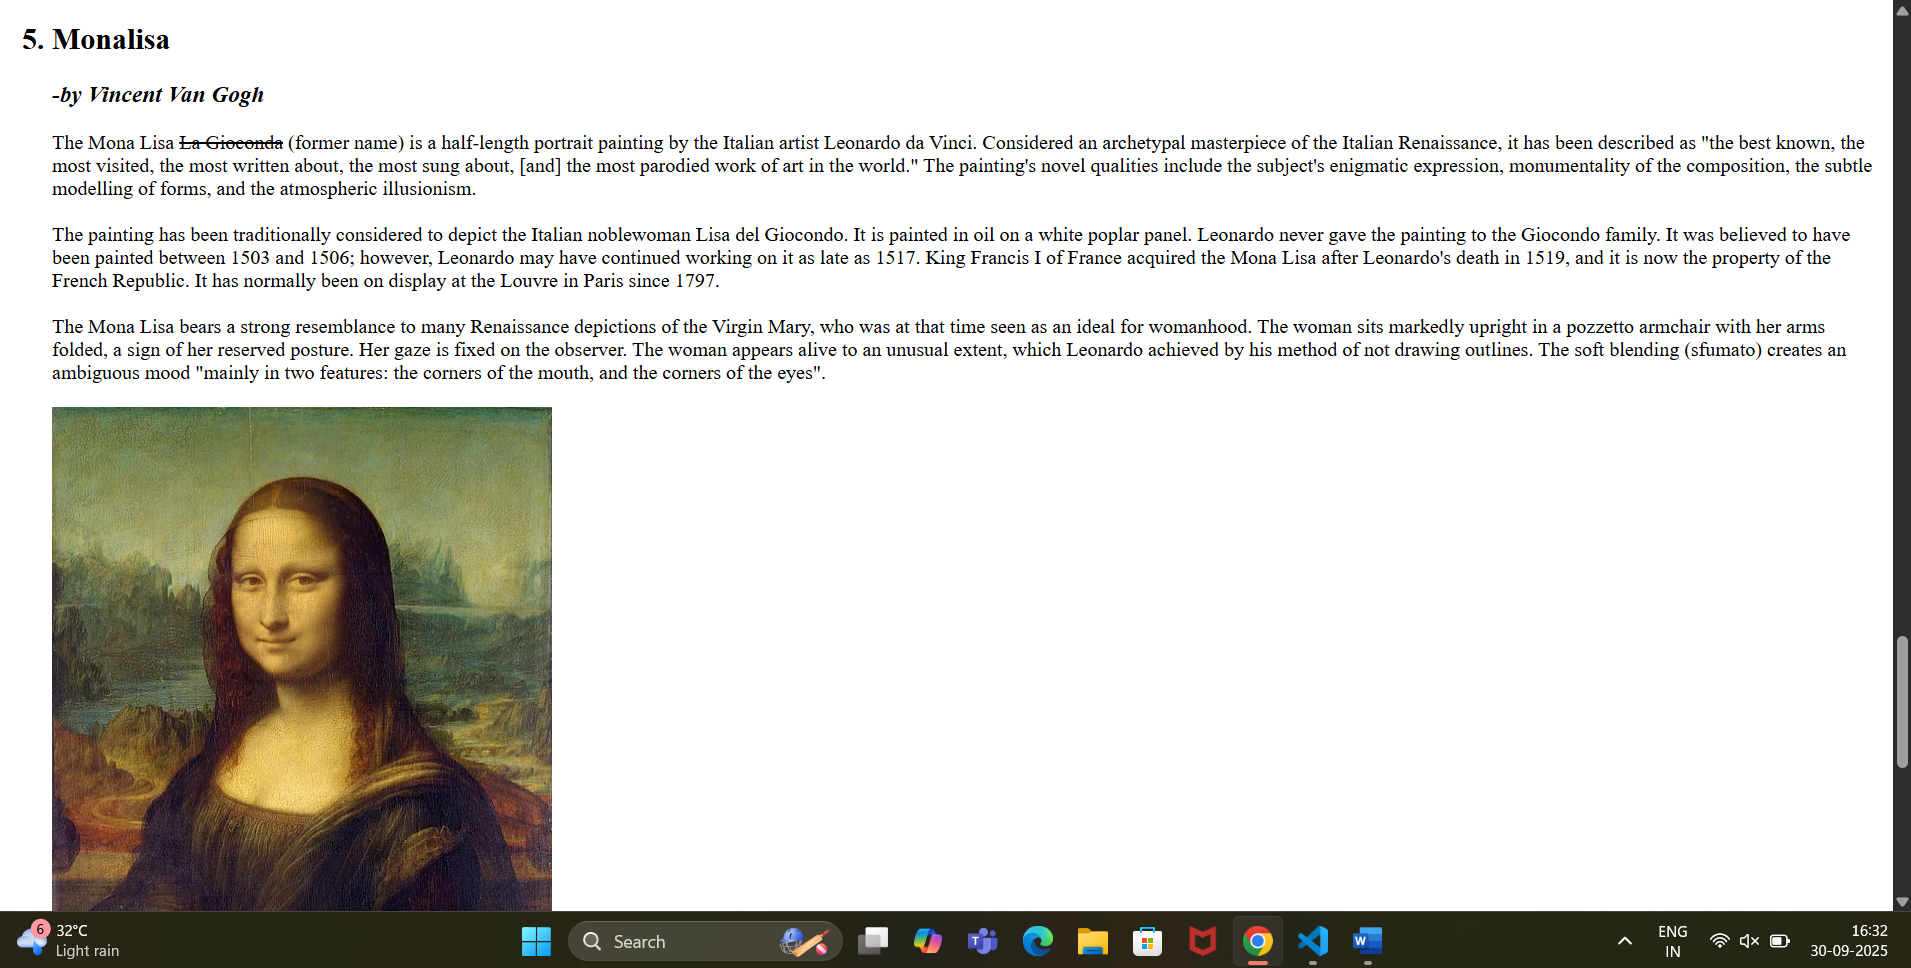 5. Monalisa
-by Vincent Van Gogh
The Mona Lisa La Gioconda (former name) is a half-length portrait painting by the Italian artist Leonardo da Vinci. Considered an archetypal masterpiece of the Italian Renaissance, it has been described as "the best known, the
most visited, the most written about, the most sung about, [and] the most parodied work of art in the world." The painting's novel qualities include the subject's enigmatic expression, monumentality of the composition, the subtle
modelling of forms, and the atmospheric illusionism.
The painting has been traditionally considered to depict the Italian noblewoman Lisa del Giocondo. It is painted in oil on a white poplar panel. Leonardo never gave the painting to the Giocondo family. It was believed to have
been painted between 1503 and 1506; however, Leonardo may have continued working on it as late as 1517. King Francis I of France acquired the Mona Lisa after Leonardo's death in 1519, and it is now the property of the
French Republic. It has normally been on display at the Louvre in Paris since 1797.
The Mona Lisa bears a strong resemblance to many Renaissance depictions of the Virgin Mary, who was at that time seen as an ideal for womanhood. The woman sits markedly upright in a pozzetto armchair with her arms
folded, a sign of her reserved posture. Her gaze is fixed on the observer. The woman appears alive to an unusual extent, which Leonardo achieved by his method of not drawing outlines. The soft blending (sfumato) creates an
ambiguous mood "mainly in two features: the corners of the mouth, and the corners of the eyes".
6
32°C
Light rain
Search
T
W
ENG
IN
16:32
30-09-2025